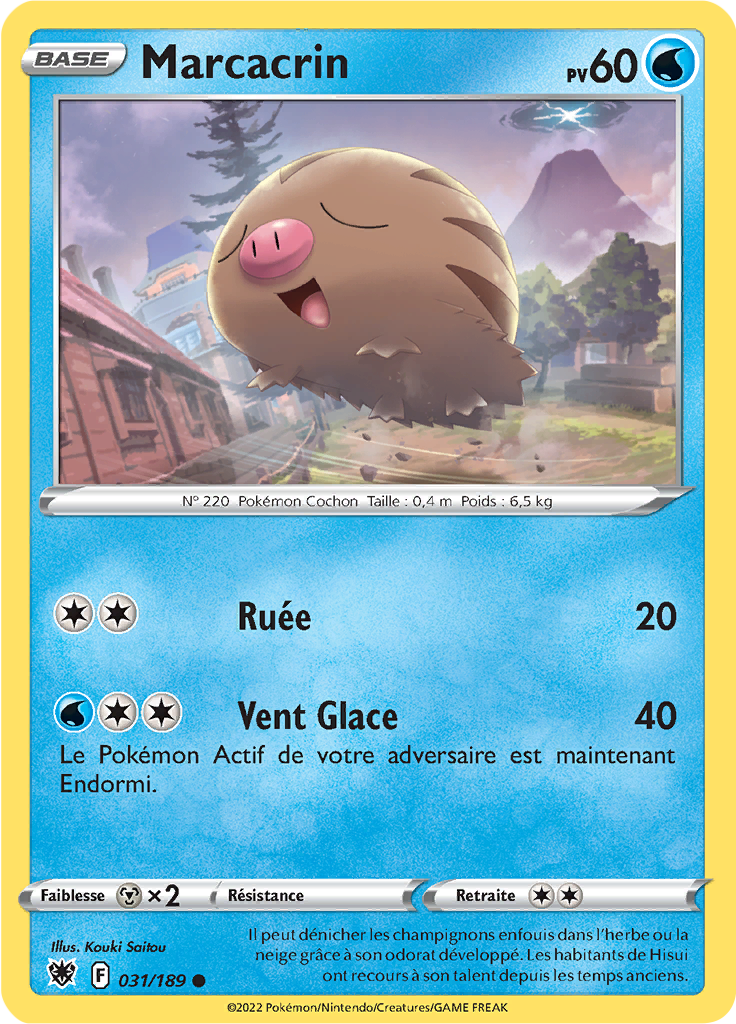 BASE Marcacrin PV60
N° 220 Pokémon Cochon Taille : 0,4 m Poids : 6,5 kg
Ruée 20
Vent Glace 40
Le Pokémon Actif de votre adversaire est maintenant
Endormi.
Faiblesse ×2 Résistance Retraite
Illus. Kouki Saitou
Il peut dénicher les champignons enfouis dans l'herbe ou la
neige grâce à son odorat développé. Les habitants de Hisui
ont recours à son talent depuis les temps anciens.
F 031/189
©2022 Pokémon/Nintendo/Creatures/GAME FREAK